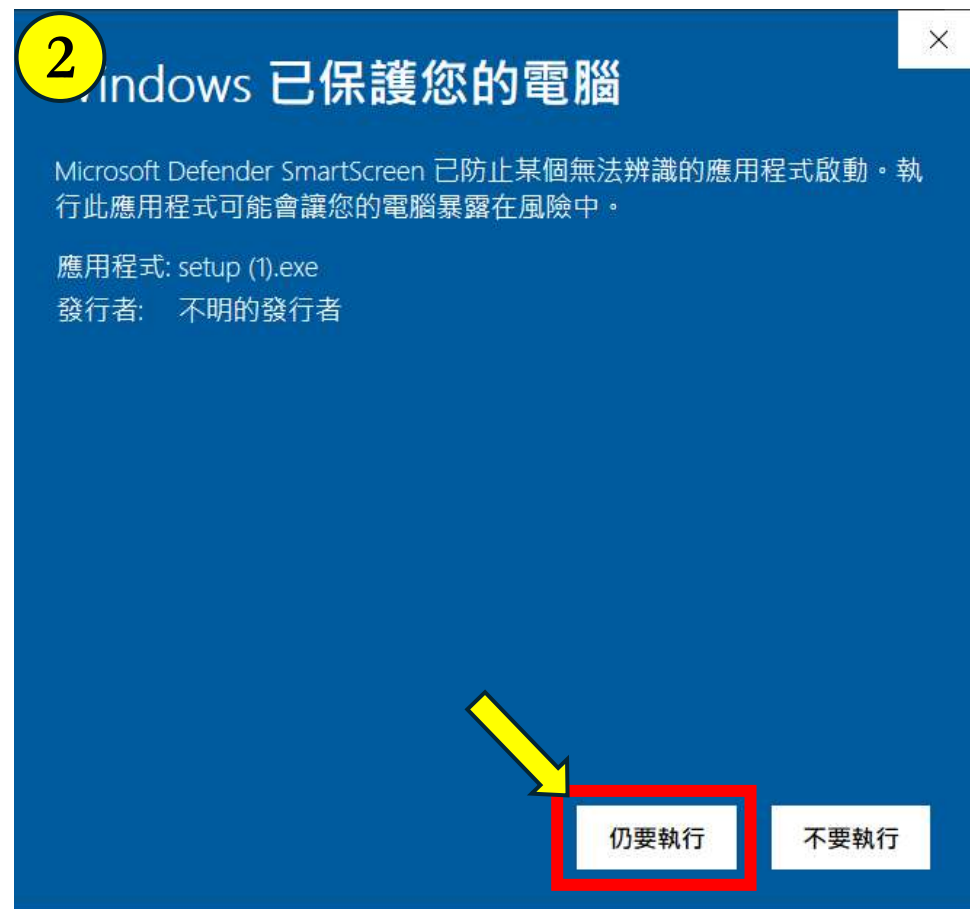 2
Windows 已保護您的電腦
Microsoft Defender SmartScreen 已防止某個無法辨識的應用程式啟動。執
行此應用程式可能會讓您的電腦暴露在風險中。
應用程式: setup (1).exe
發行者: 不明的發行者
仍要執行 不要執行